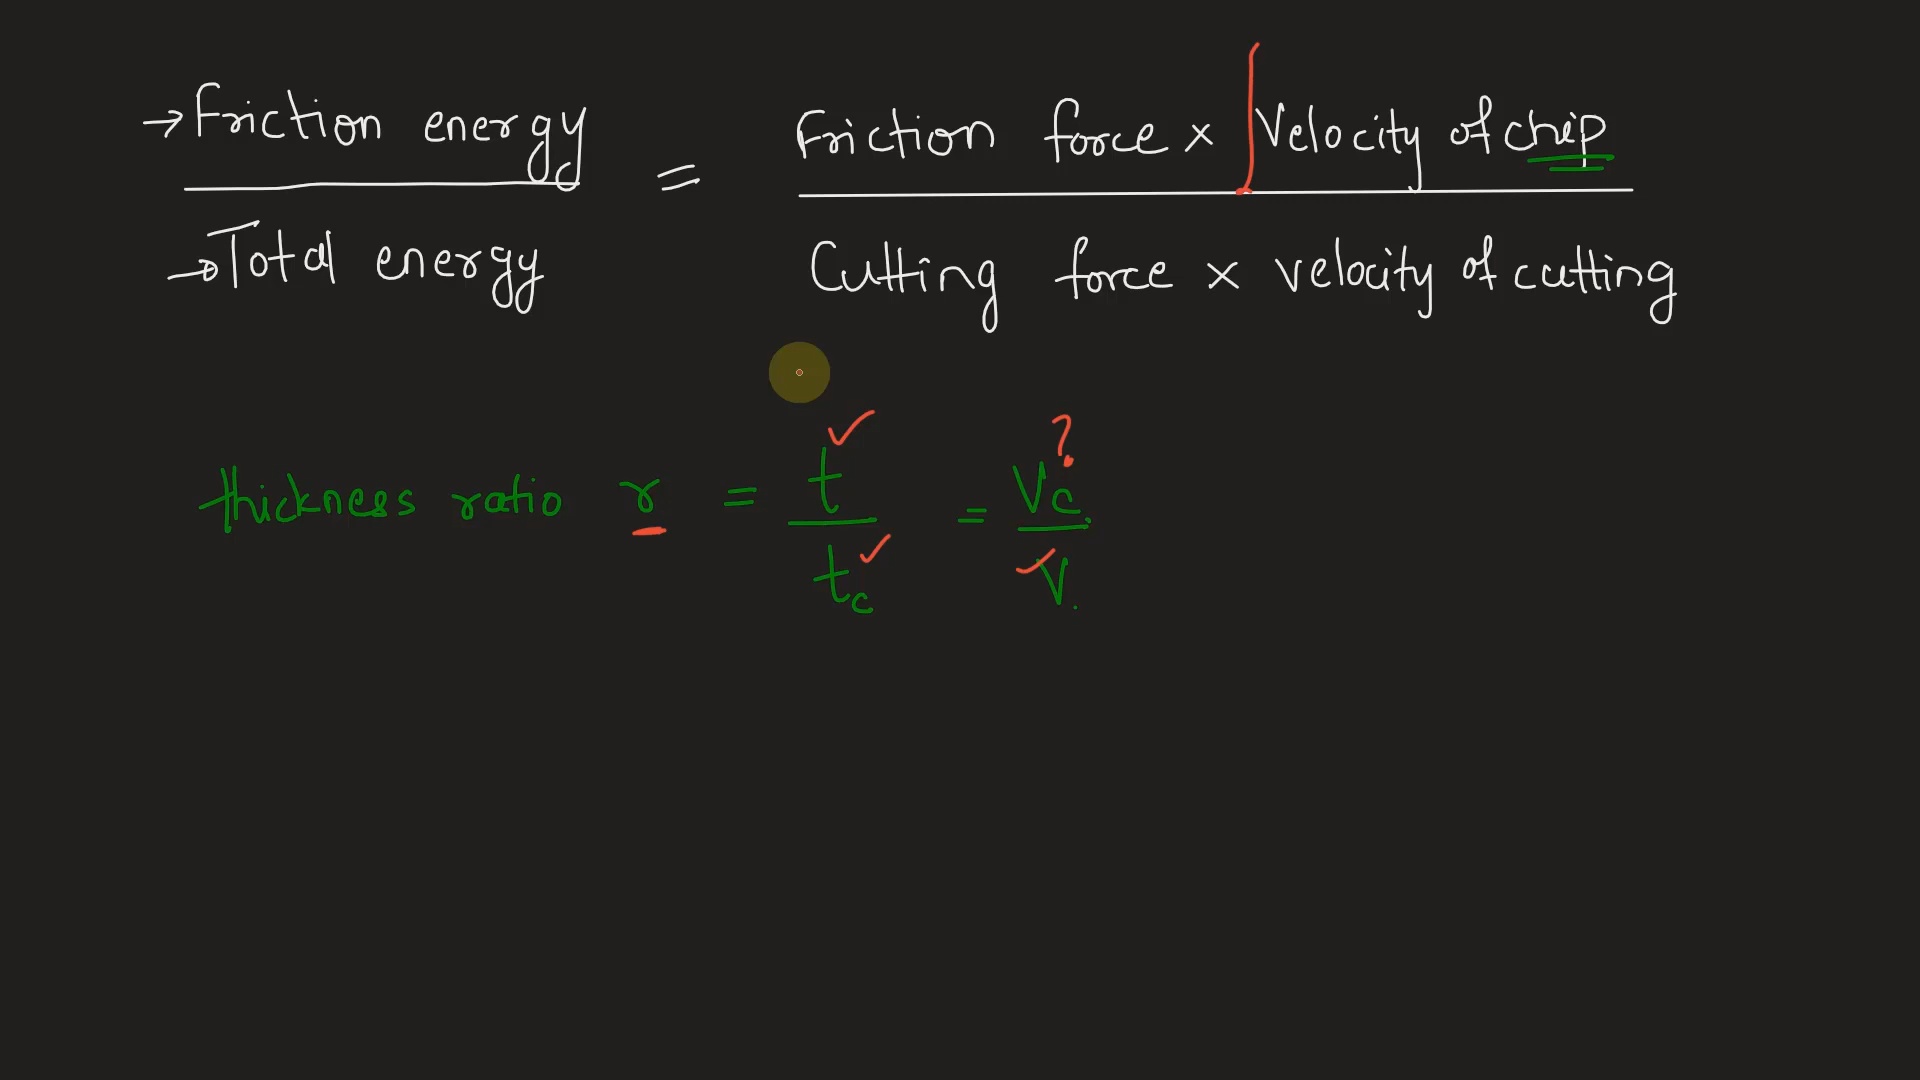 → Friction energy = Friction force × Velocity of chip
→ Total energy Cutting force × velocity of cutting
thickness ratio r = t = Vc ?
tc V